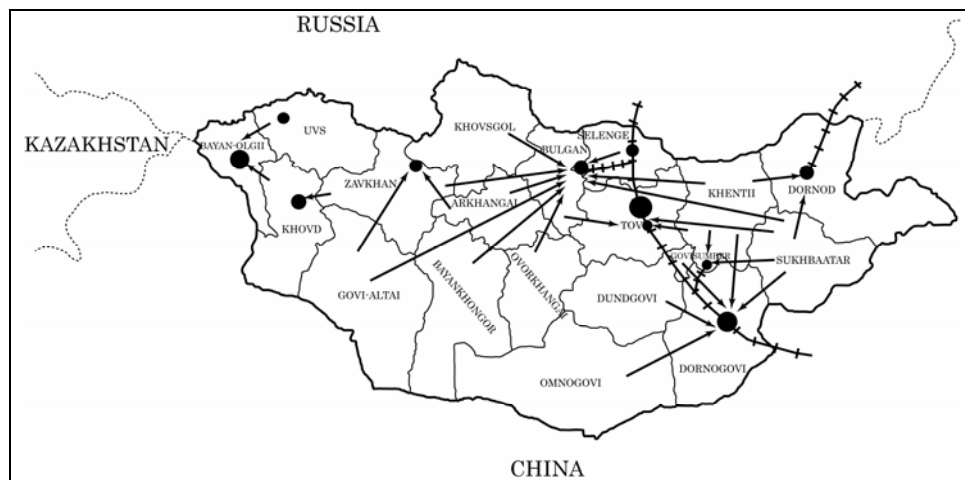 RUSSIA
KAZAKHSTAN
UVS
BAYAN-OLGII
KHOVD
ZAVKHAN
KHOVSGOL
BULGAN
SELENGE
ARKHANGAI
GOVI-ALTAI
BAYANKHONGOR
OVORKHANGAI
TOV
KHENTII
DORNOD
GOVISUMBER
SUKHBAATAR
DUNDGOVI
OMNOGOVI
DORNOGOVI
CHINA